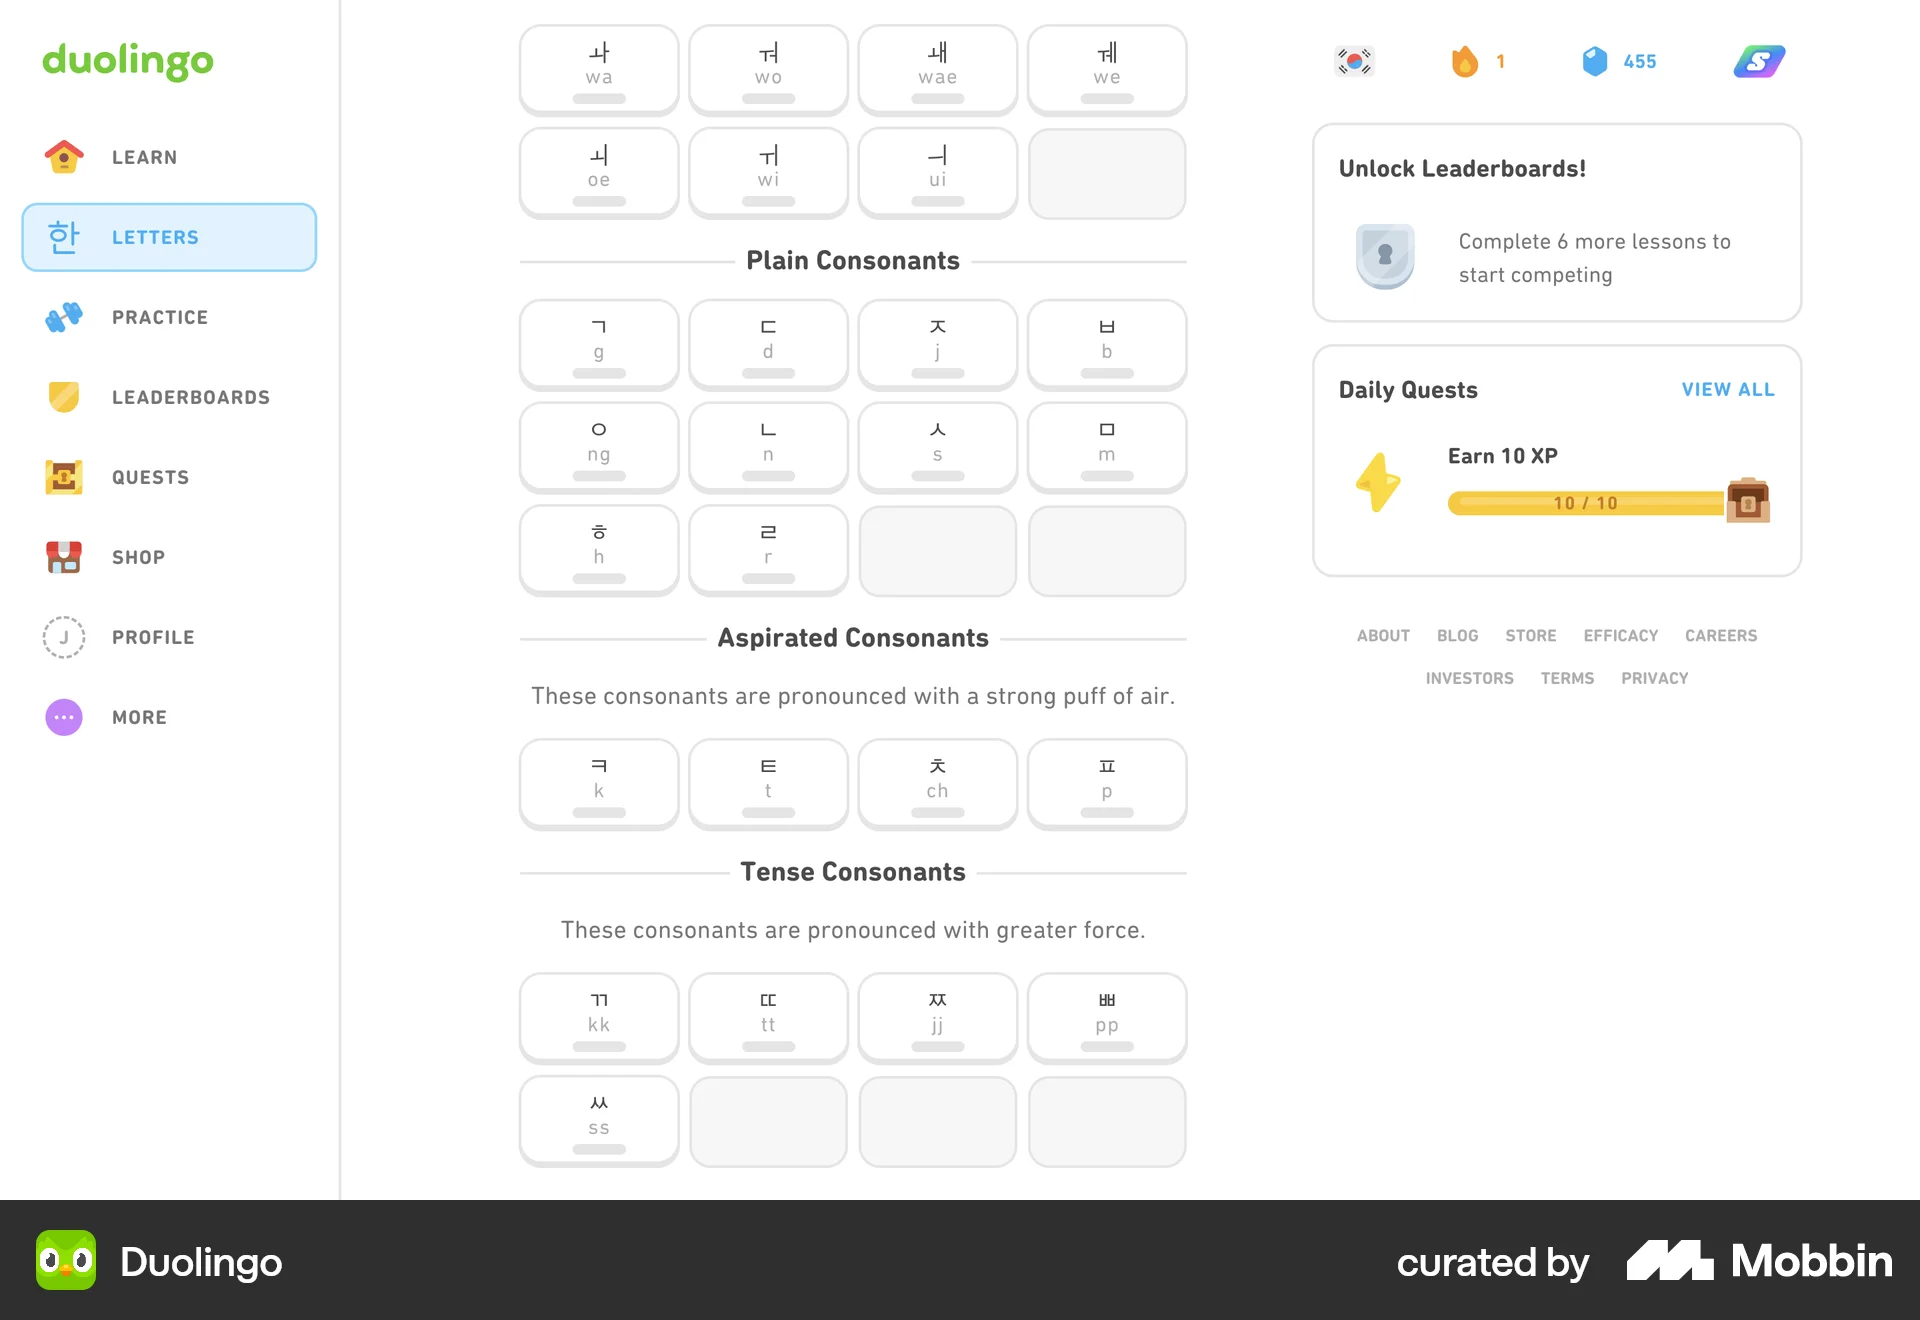 duolingo
LEARN
한 LETTERS
PRACTICE
LEADERBOARDS
QUESTS
SHOP
J PROFILE
MORE
ㅘ ㅝ ㅙ ㅞ
wa wo wae we
ㅚ ㅟ ㅢ
oe wi ui
Plain Consonants
ㄱ ㄷ ㅈ ㅂ
g d j b
ㅇ ㄴ ㅅ ㅁ
ng n s m
ㅎ ㄹ
h r
Aspirated Consonants
These consonants are pronounced with a strong puff of air.
ㅋ ㅌ ㅊ ㅍ
k t ch p
Tense Consonants
These consonants are pronounced with greater force.
ㄲ ㄸ ㅉ ㅃ
kk tt jj pp
ㅆ
ss
1 455 S
Unlock Leaderboards!
Complete 6 more lessons to
start competing
Daily Quests VIEW ALL
Earn 10 XP
10 / 10
ABOUT BLOG STORE EFFICACY CAREERS
INVESTORS TERMS PRIVACY
Duolingo
curated by Mobbin